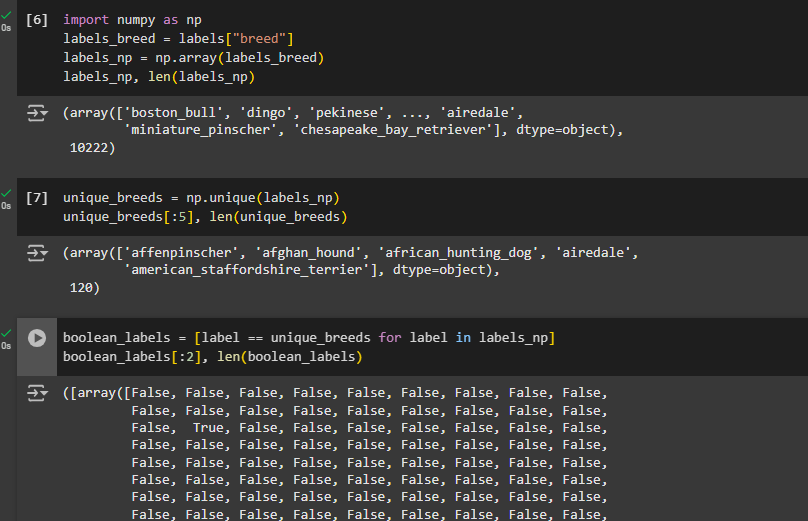 [6] import numpy as np
0s
labels_breed = labels["breed"]
labels_np = np.array(labels_breed)
labels_np, len(labels_np)
(array(['boston_bull', 'dingo', 'pekinese', ..., 'airedale',
'miniature_pinscher', 'chesapeake_bay_retriever'], dtype=object),
10222)
[7] unique_breeds = np.unique(labels_np)
0s
unique_breeds[:5], len(unique_breeds)
(array(['affenpinscher', 'afghan_hound', 'african_hunting_dog', 'airedale',
'american_staffordshire_terrier'], dtype=object),
120)
boolean_labels = [label == unique_breeds for label in labels_np]
0s
boolean_labels[:2], len(boolean_labels)
([array([False, False, False, False, False, False, False, False, False,
False, False, False, False, False, False, False, False, False,
False, True, False, False, False, False, False, False, False,
False, False, False, False, False, False, False, False, False,
False, False, False, False, False, False, False, False, False,
False, False, False, False, False, False, False, False, False,
False, False, False, False, False, False, False, False, False,
False, False, False, False, False, False, False, False, False,